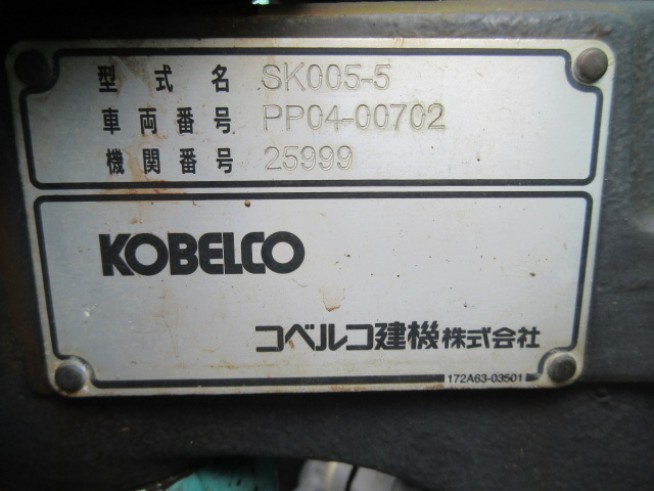 型式名 SK005-5
車両番号 PP04-00702
機関番号 25999
KOBELCO
コベルコ建機株式会社
172A63-03501